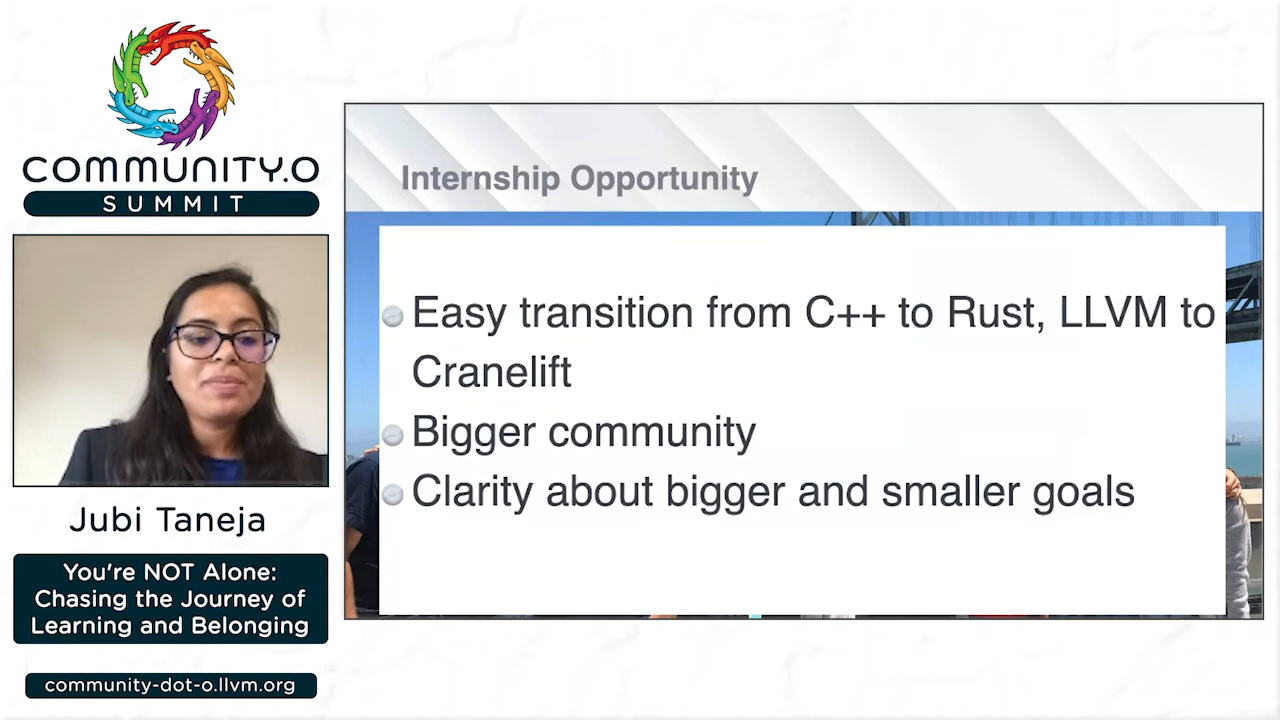 COMMUNITY.O
SUMMIT
Jubi Taneja
You're NOT Alone:
Chasing the Journey of
Learning and Belonging
community-dot-o.llvm.org
Internship Opportunity
Easy transition from C++ to Rust, LLVM to
Cranelift
Bigger community
Clarity about bigger and smaller goals